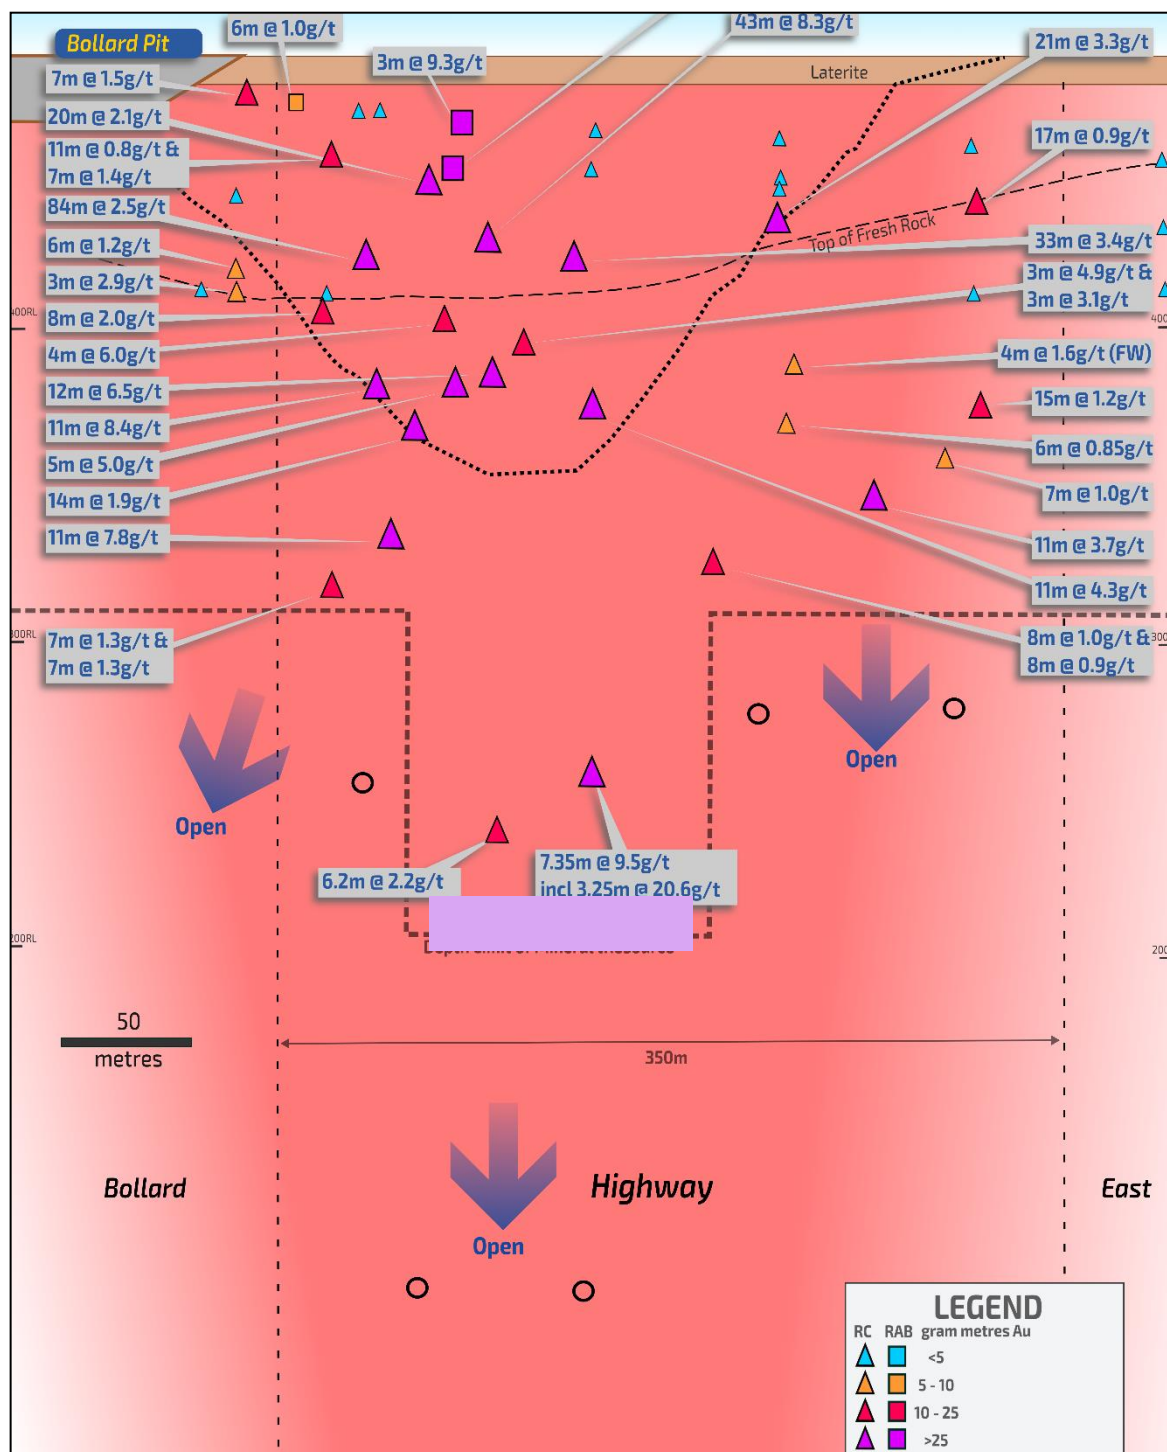 Bollard Pit
6m @ 1.0g/t
43m @ 8.3g/t
21m @ 3.3g/t
3m @ 9.3g/t
Laterite
7m @ 1.5g/t
20m @ 2.1g/t
11m @ 0.8g/t &
7m @ 1.4g/t
17m @ 0.9g/t
84m @ 2.5g/t
Top of Fresh Rock
33m @ 3.4g/t
6m @ 1.2g/t
3m @ 2.9g/t
3m @ 4.9g/t &
3m @ 3.1g/t
8m @ 2.0g/t
400RL
400
4m @ 6.0g/t
4m @ 1.6g/t (FW)
12m @ 6.5g/t
15m @ 1.2g/t
11m @ 8.4g/t
6m @ 0.85g/t
5m @ 5.0g/t
7m @ 1.0g/t
14m @ 1.9g/t
11m @ 7.8g/t
11m @ 3.7g/t
11m @ 4.3g/t
300RL
300
7m @ 1.3g/t &
7m @ 1.3g/t
8m @ 1.0g/t &
8m @ 0.9g/t
Open
Open
6.2m @ 2.2g/t
7.35m @ 9.5g/t
incl 3.25m @ 20.6g/t
200RL
200
50
metres
350m
Bollard
Highway
East
Open
LEGEND
RC RAB gram metres Au
<5
5 - 10
10 - 25
>25